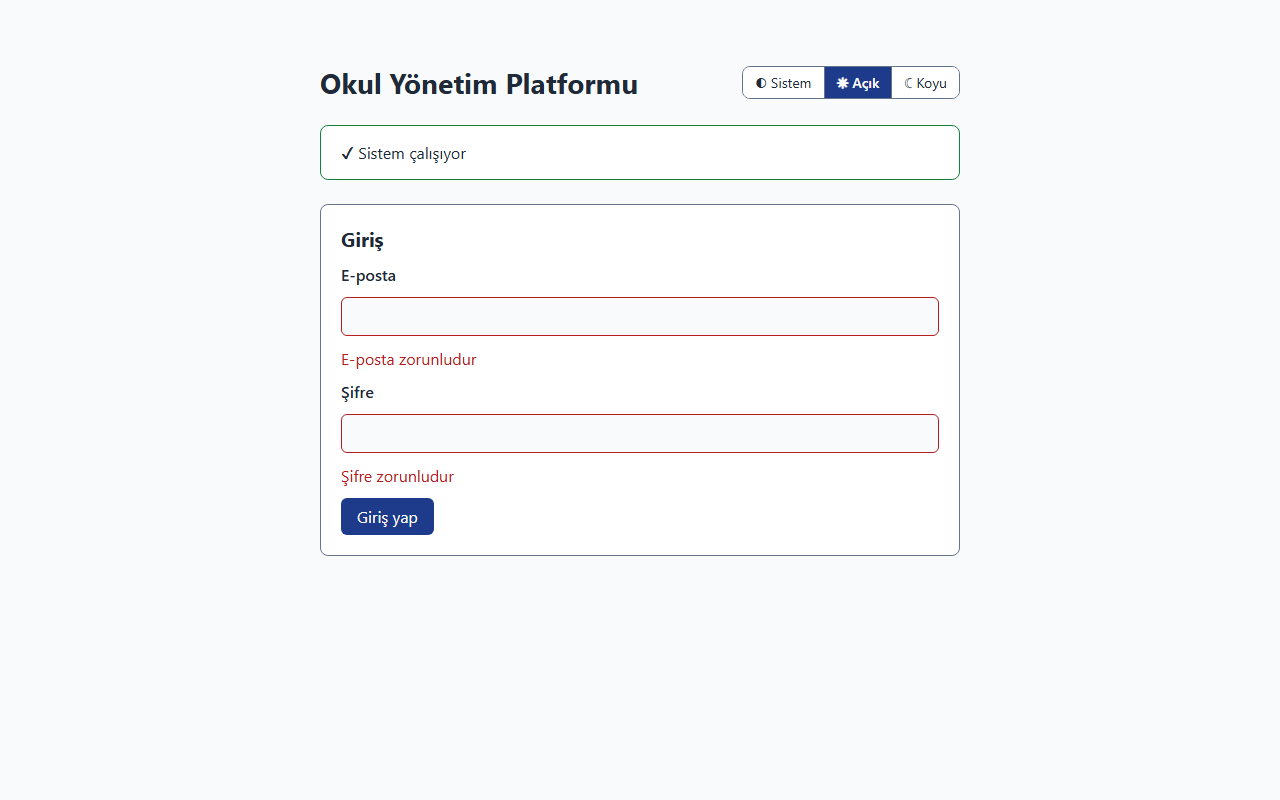 Okul Yönetim Platformu
◐ Sistem ❋ Açık ☾ Koyu
✓ Sistem çalışıyor
Giriş
E-posta
E-posta zorunludur
Şifre
Şifre zorunludur
Giriş yap